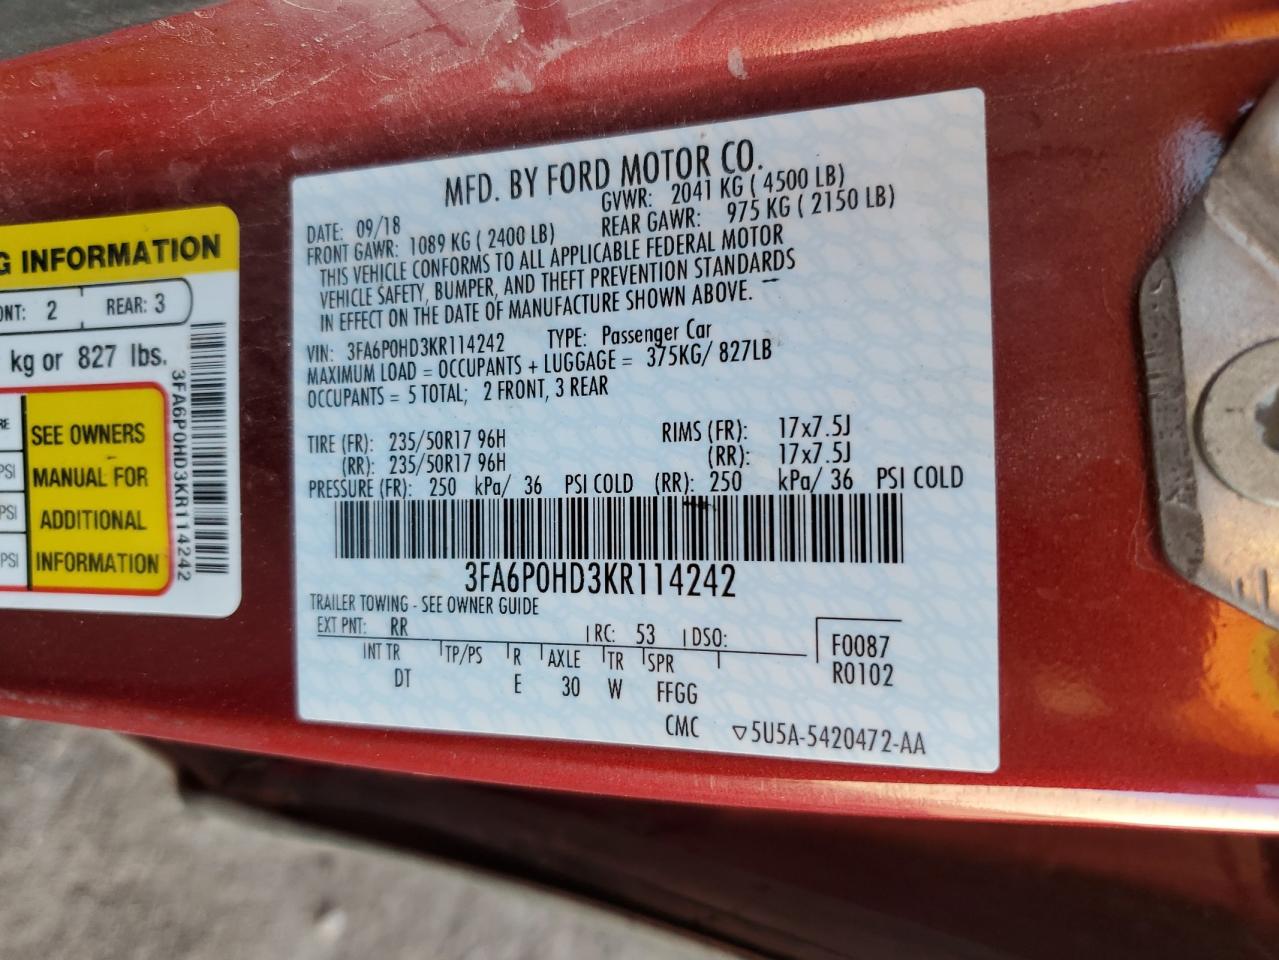 G INFORMATION
ONT: 2 REAR: 3
kg or 827 lbs.
RE
PSI
PSI
PSI
SEE OWNERS
MANUAL FOR
ADDITIONAL
INFORMATION
3FA6P0HD3KR114242
MFD. BY FORD MOTOR CO.
DATE: 09/18 GVWR: 2041 KG ( 4500 LB)
FRONT GAWR: 1089 KG ( 2400 LB) REAR GAWR: 975 KG ( 2150 LB)
THIS VEHICLE CONFORMS TO ALL APPLICABLE FEDERAL MOTOR
VEHICLE SAFETY, BUMPER, AND THEFT PREVENTION STANDARDS
IN EFFECT ON THE DATE OF MANUFACTURE SHOWN ABOVE.
VIN: 3FA6P0HD3KR114242 TYPE: Passenger Car
MAXIMUM LOAD = OCCUPANTS + LUGGAGE = 375KG/ 827LB
OCCUPANTS = 5 TOTAL; 2 FRONT, 3 REAR
TIRE (FR): 235/50R17 96H RIMS (FR): 17x7.5J
(RR): 235/50R17 96H (RR): 17x7.5J
PRESSURE (FR): 250 kPa/ 36 PSI COLD (RR): 250 kPa/ 36 PSI COLD
3FA6P0HD3KR114242
TRAILER TOWING - SEE OWNER GUIDE
EXT PNT: RR RC: 53 DSO: F0087
INT TR TP/PS R AXLE TR SPR R0102
DT E 30 W FFGG
CMC ▽5U5A-5420472-AA